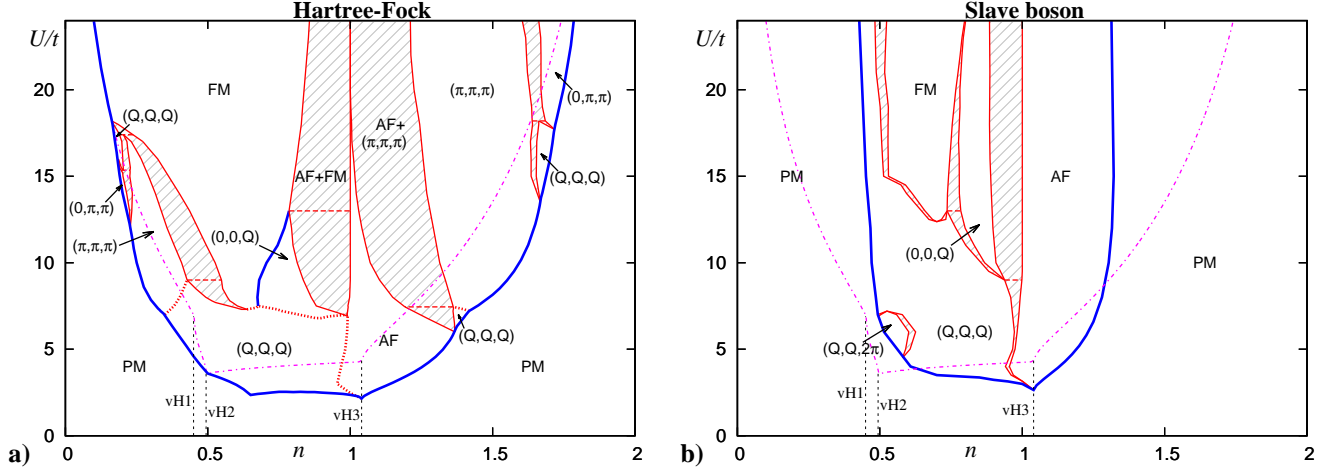 Hartree-Fock
a)
U/t
20
15
10
5
0
0
0.5
1
1.5
2
n
FM
(Q,Q,Q)
(0,π,π)
(π,π,π)
(0,0,Q)
AF+FM
AF+
(π,π,π)
(π,π,π)
(0,π,π)
(Q,Q,Q)
(Q,Q,Q)
AF
(Q,Q,Q)
PM
PM
vH1
vH2
vH3
Slave boson
b)
U/t
20
15
10
5
0
0
0.5
1
1.5
2
n
FM
PM
AF
(0,0,Q)
PM
(Q,Q,Q)
(Q,Q,2π)
vH1
vH2
vH3